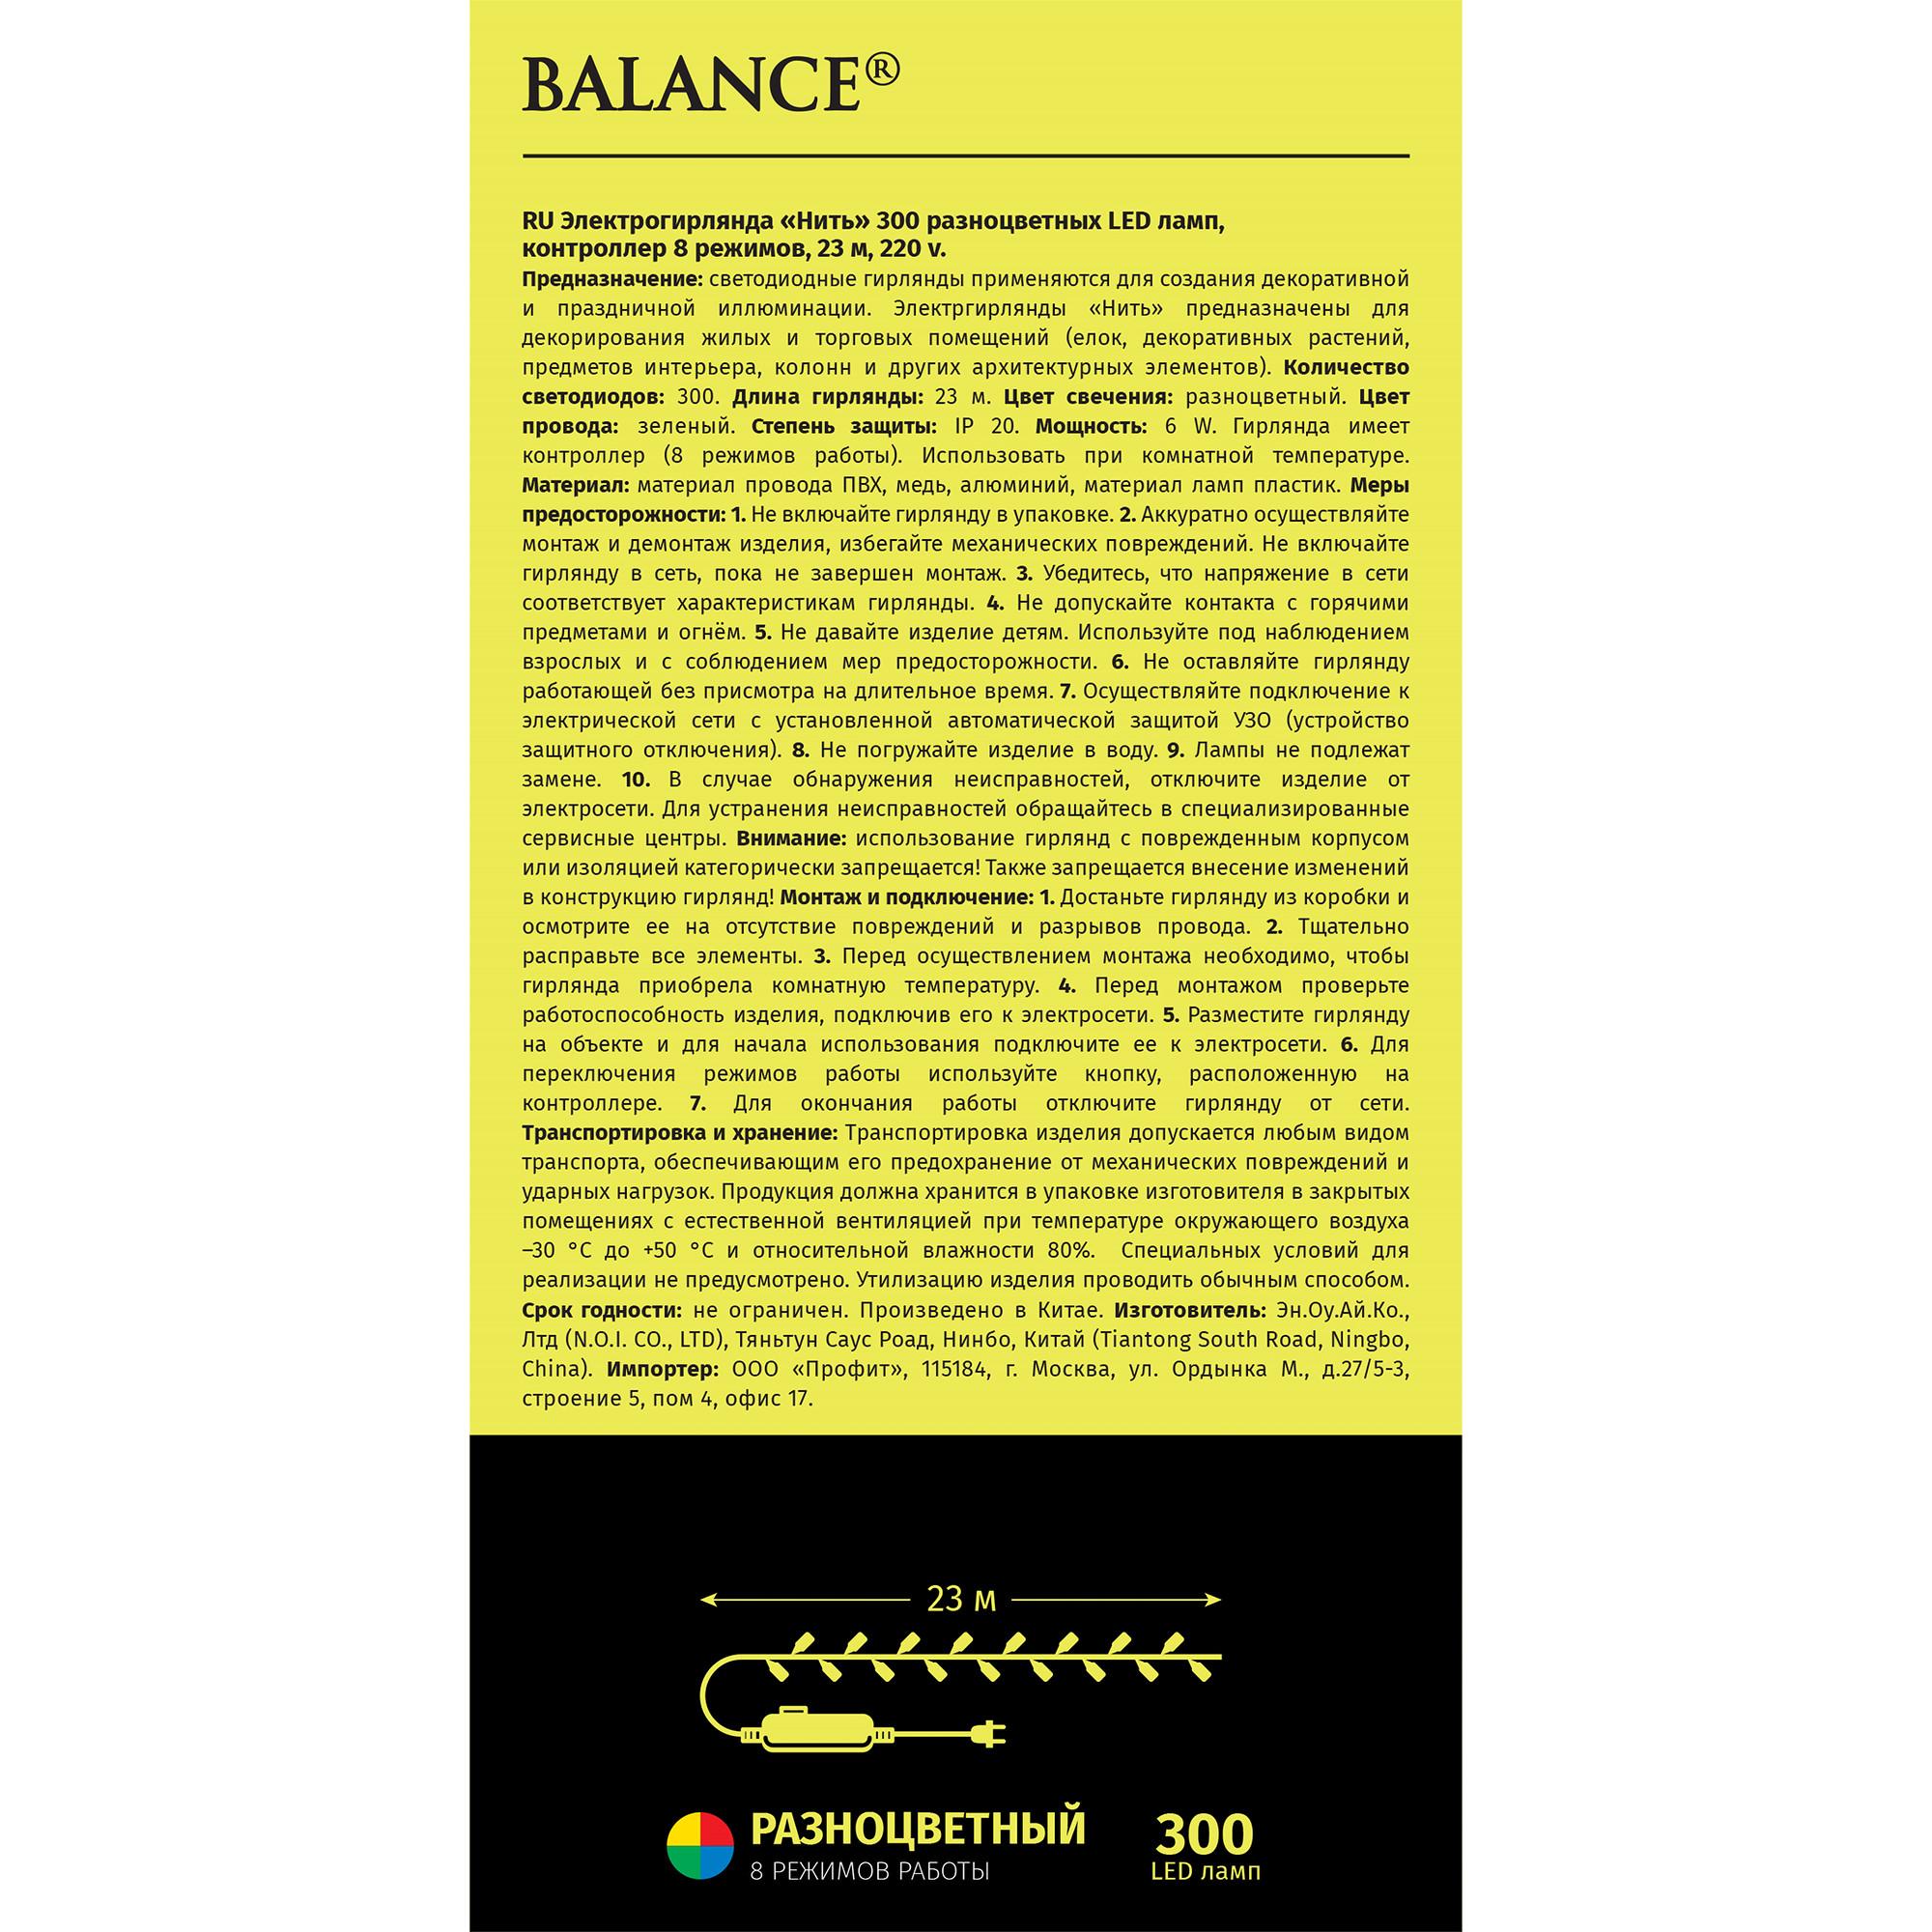 BALANCE®
RU Электрогирлянда «Нить» 300 разноцветных LED ламп,
контроллер 8 режимов, 23 м, 220 v.
Предназначение: светодиодные гирлянды применяются для создания декоративной
и праздничной иллюминации. Электргирлянды «Нить» предназначены для
декорирования жилых и торговых помещений (елок, декоративных растений,
предметов интерьера, колонн и других архитектурных элементов). Количество
светодиодов: 300. Длина гирлянды: 23 м. Цвет свечения: разноцветный. Цвет
провода: зеленый. Степень защиты: IP 20. Мощность: 6 W. Гирлянда имеет
контроллер (8 режимов работы). Использовать при комнатной температуре.
Материал: материал провода ПВХ, медь, алюминий, материал ламп пластик. Меры
предосторожности: 1. Не включайте гирлянду в упаковке. 2. Аккуратно осуществляйте
монтаж и демонтаж изделия, избегайте механических повреждений. Не включайте
гирлянду в сеть, пока не завершен монтаж. 3. Убедитесь, что напряжение в сети
соответствует характеристикам гирлянды. 4. Не допускайте контакта с горячими
предметами и огнём. 5. Не давайте изделие детям. Используйте под наблюдением
взрослых и с соблюдением мер предосторожности. 6. Не оставляйте гирлянду
работающей без присмотра на длительное время. 7. Осуществляйте подключение к
электрической сети с установленной автоматической защитой УЗО (устройство
защитного отключения). 8. Не погружайте изделие в воду. 9. Лампы не подлежат
замене. 10. В случае обнаружения неисправностей, отключите изделие от
электросети. Для устранения неисправностей обращайтесь в специализированные
сервисные центры. Внимание: использование гирлянд с поврежденным корпусом
или изоляцией категорически запрещается! Также запрещается внесение изменений
в конструкцию гирлянд! Монтаж и подключение: 1. Достаньте гирлянду из коробки и
осмотрите ее на отсутствие повреждений и разрывов провода. 2. Тщательно
расправьте все элементы. 3. Перед осуществлением монтажа необходимо, чтобы
гирлянда приобрела комнатную температуру. 4. Перед монтажом проверьте
работоспособность изделия, подключив его к электросети. 5. Разместите гирлянду
на объекте и для начала использования подключите ее к электросети. 6. Для
переключения режимов работы используйте кнопку, расположенную на
контроллере. 7. Для окончания работы отключите гирлянду от сети.
Транспортировка и хранение: Транспортировка изделия допускается любым видом
транспорта, обеспечивающим его предохранение от механических повреждений и
ударных нагрузок. Продукция должна хранится в упаковке изготовителя в закрытых
помещениях с естественной вентиляцией при температуре окружающего воздуха
–30 °C до +50 °C и относительной влажности 80%. Специальных условий для
реализации не предусмотрено. Утилизацию изделия проводить обычным способом.
Срок годности: не ограничен. Произведено в Китае. Изготовитель: Эн.Оу.Ай.Ко.,
Лтд (N.O.I. CO., LTD), Тяньтун Саус Роад, Нинбо, Китай (Tiantong South Road, Ningbo,
China). Импортер: ООО «Профит», 115184, г. Москва, ул. Ордынка М., д.27/5-3,
строение 5, пом 4, офис 17.
23 м
РАЗНОЦВЕТНЫЙ
8 РЕЖИМОВ РАБОТЫ
300
LED ламп